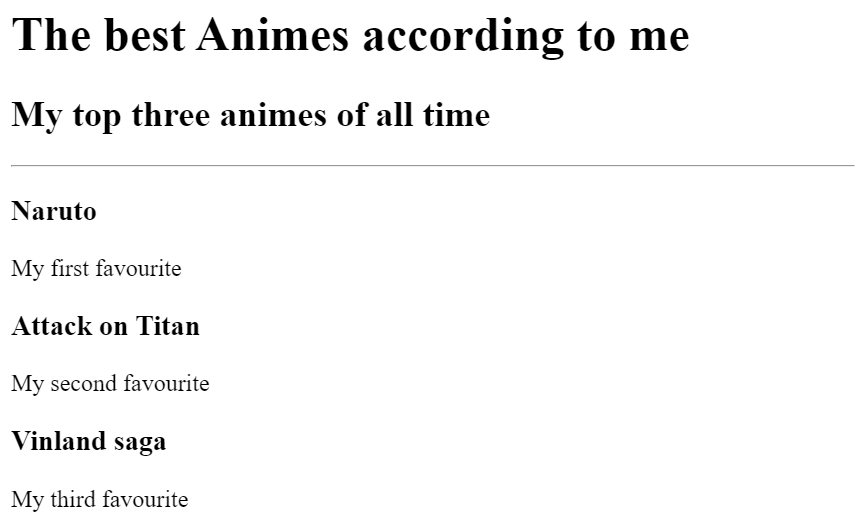 The best Animes according to me
My top three animes of all time
Naruto
My first favourite
Attack on Titan
My second favourite
Vinland saga
My third favourite